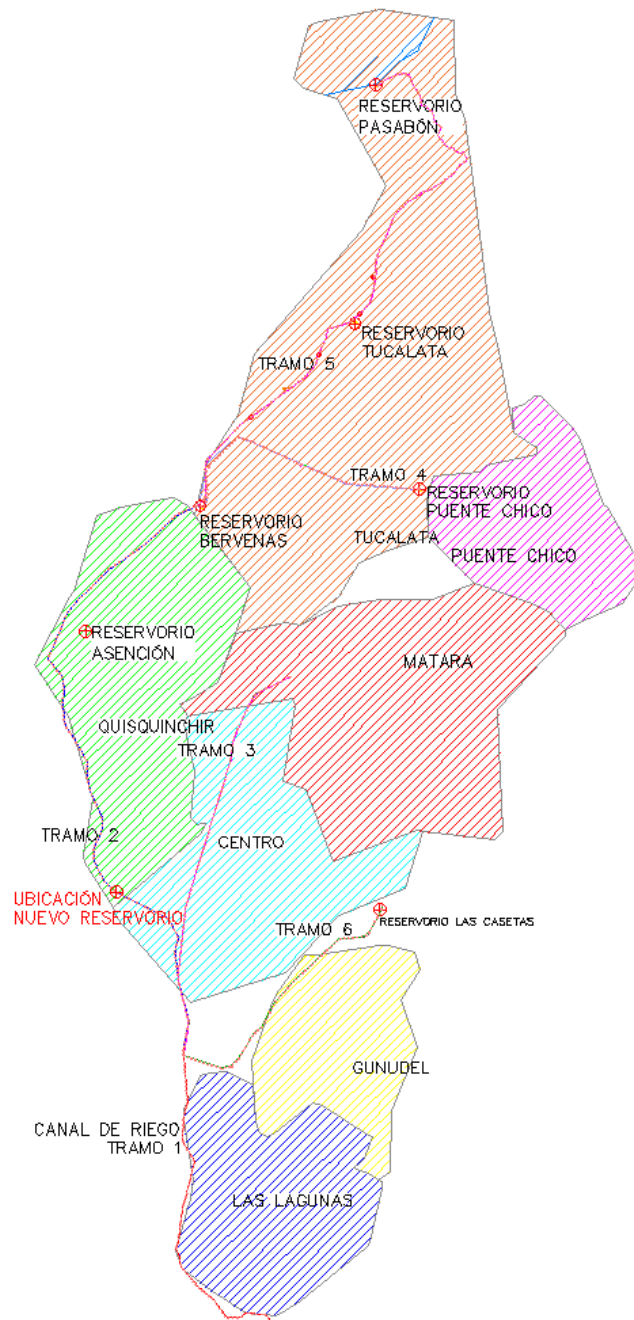 RESERVORIO
PASABÓN
RESERVORIO
TUCALATA
TRAMO 5
TRAMO 4
RESERVORIO
PUENTE CHICO
RESERVORIO
BERVENAS
TUCALATA
PUENTE CHICO
RESERVORIO
ASENCIÓN
MATARA
QUISQUINCHIR
TRAMO 3
TRAMO 2
CENTRO
UBICACIÓN
NUEVO RESERVORIO
TRAMO 6
RESERVORIO LAS CASETAS
GUNUDEL
CANAL DE RIEGO
TRAMO 1
LAS LAGUNAS